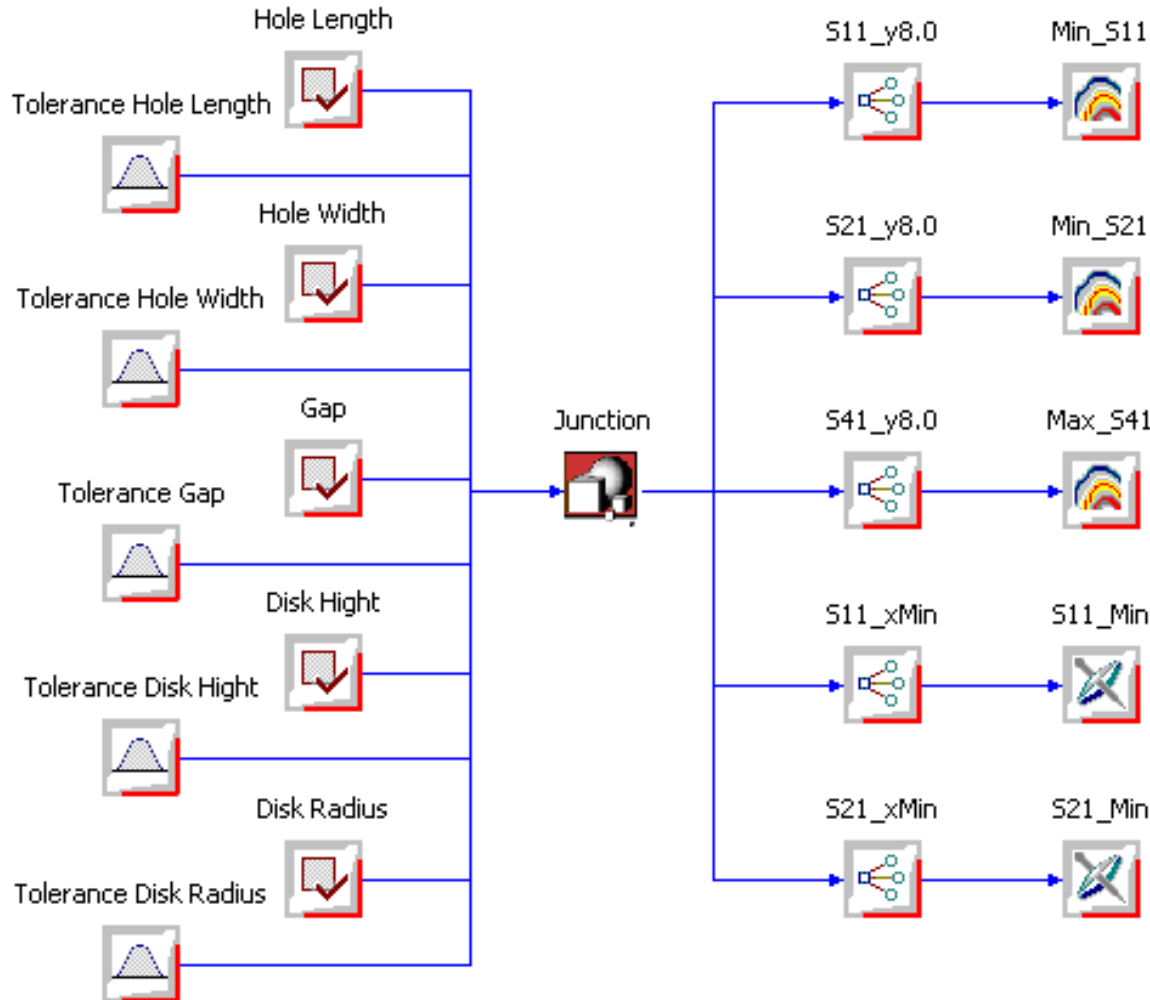 Hole Length
Tolerance Hole Length
Hole Width
Tolerance Hole Width
Gap
Tolerance Gap
Disk Hight
Tolerance Disk Hight
Disk Radius
Tolerance Disk Radius
Junction
S11_y8.0
Min_S11
S21_y8.0
Min_S21
S41_y8.0
Max_S41
S11_xMin
S11_Min
S21_xMin
S21_Min